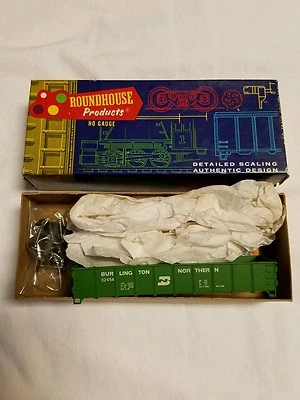 ROUNDHOUSE
Products
HO GAUGE
DETAILED SCALING
AUTHENTIC DESIGN
BURLINGTON NORTHERN